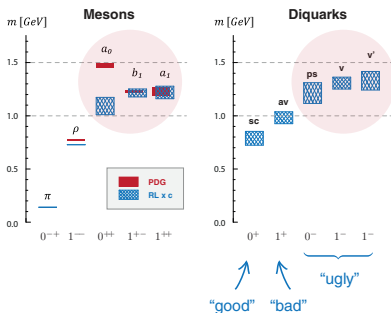 Mesons
m [GeV]
1.5
1.0
0.5
0.0
π
ρ
a₀
b₁
a₁
PDG
RL x c
0⁻⁺
1⁻⁻
0⁺⁺
1⁺⁻
1⁺⁺
Diquarks
m [GeV]
1.5
1.0
0.5
0.0
sc
av
ps
v
v'
0⁺
1⁺
0⁻
1⁻
1⁻
"ugly"
"good" "bad"